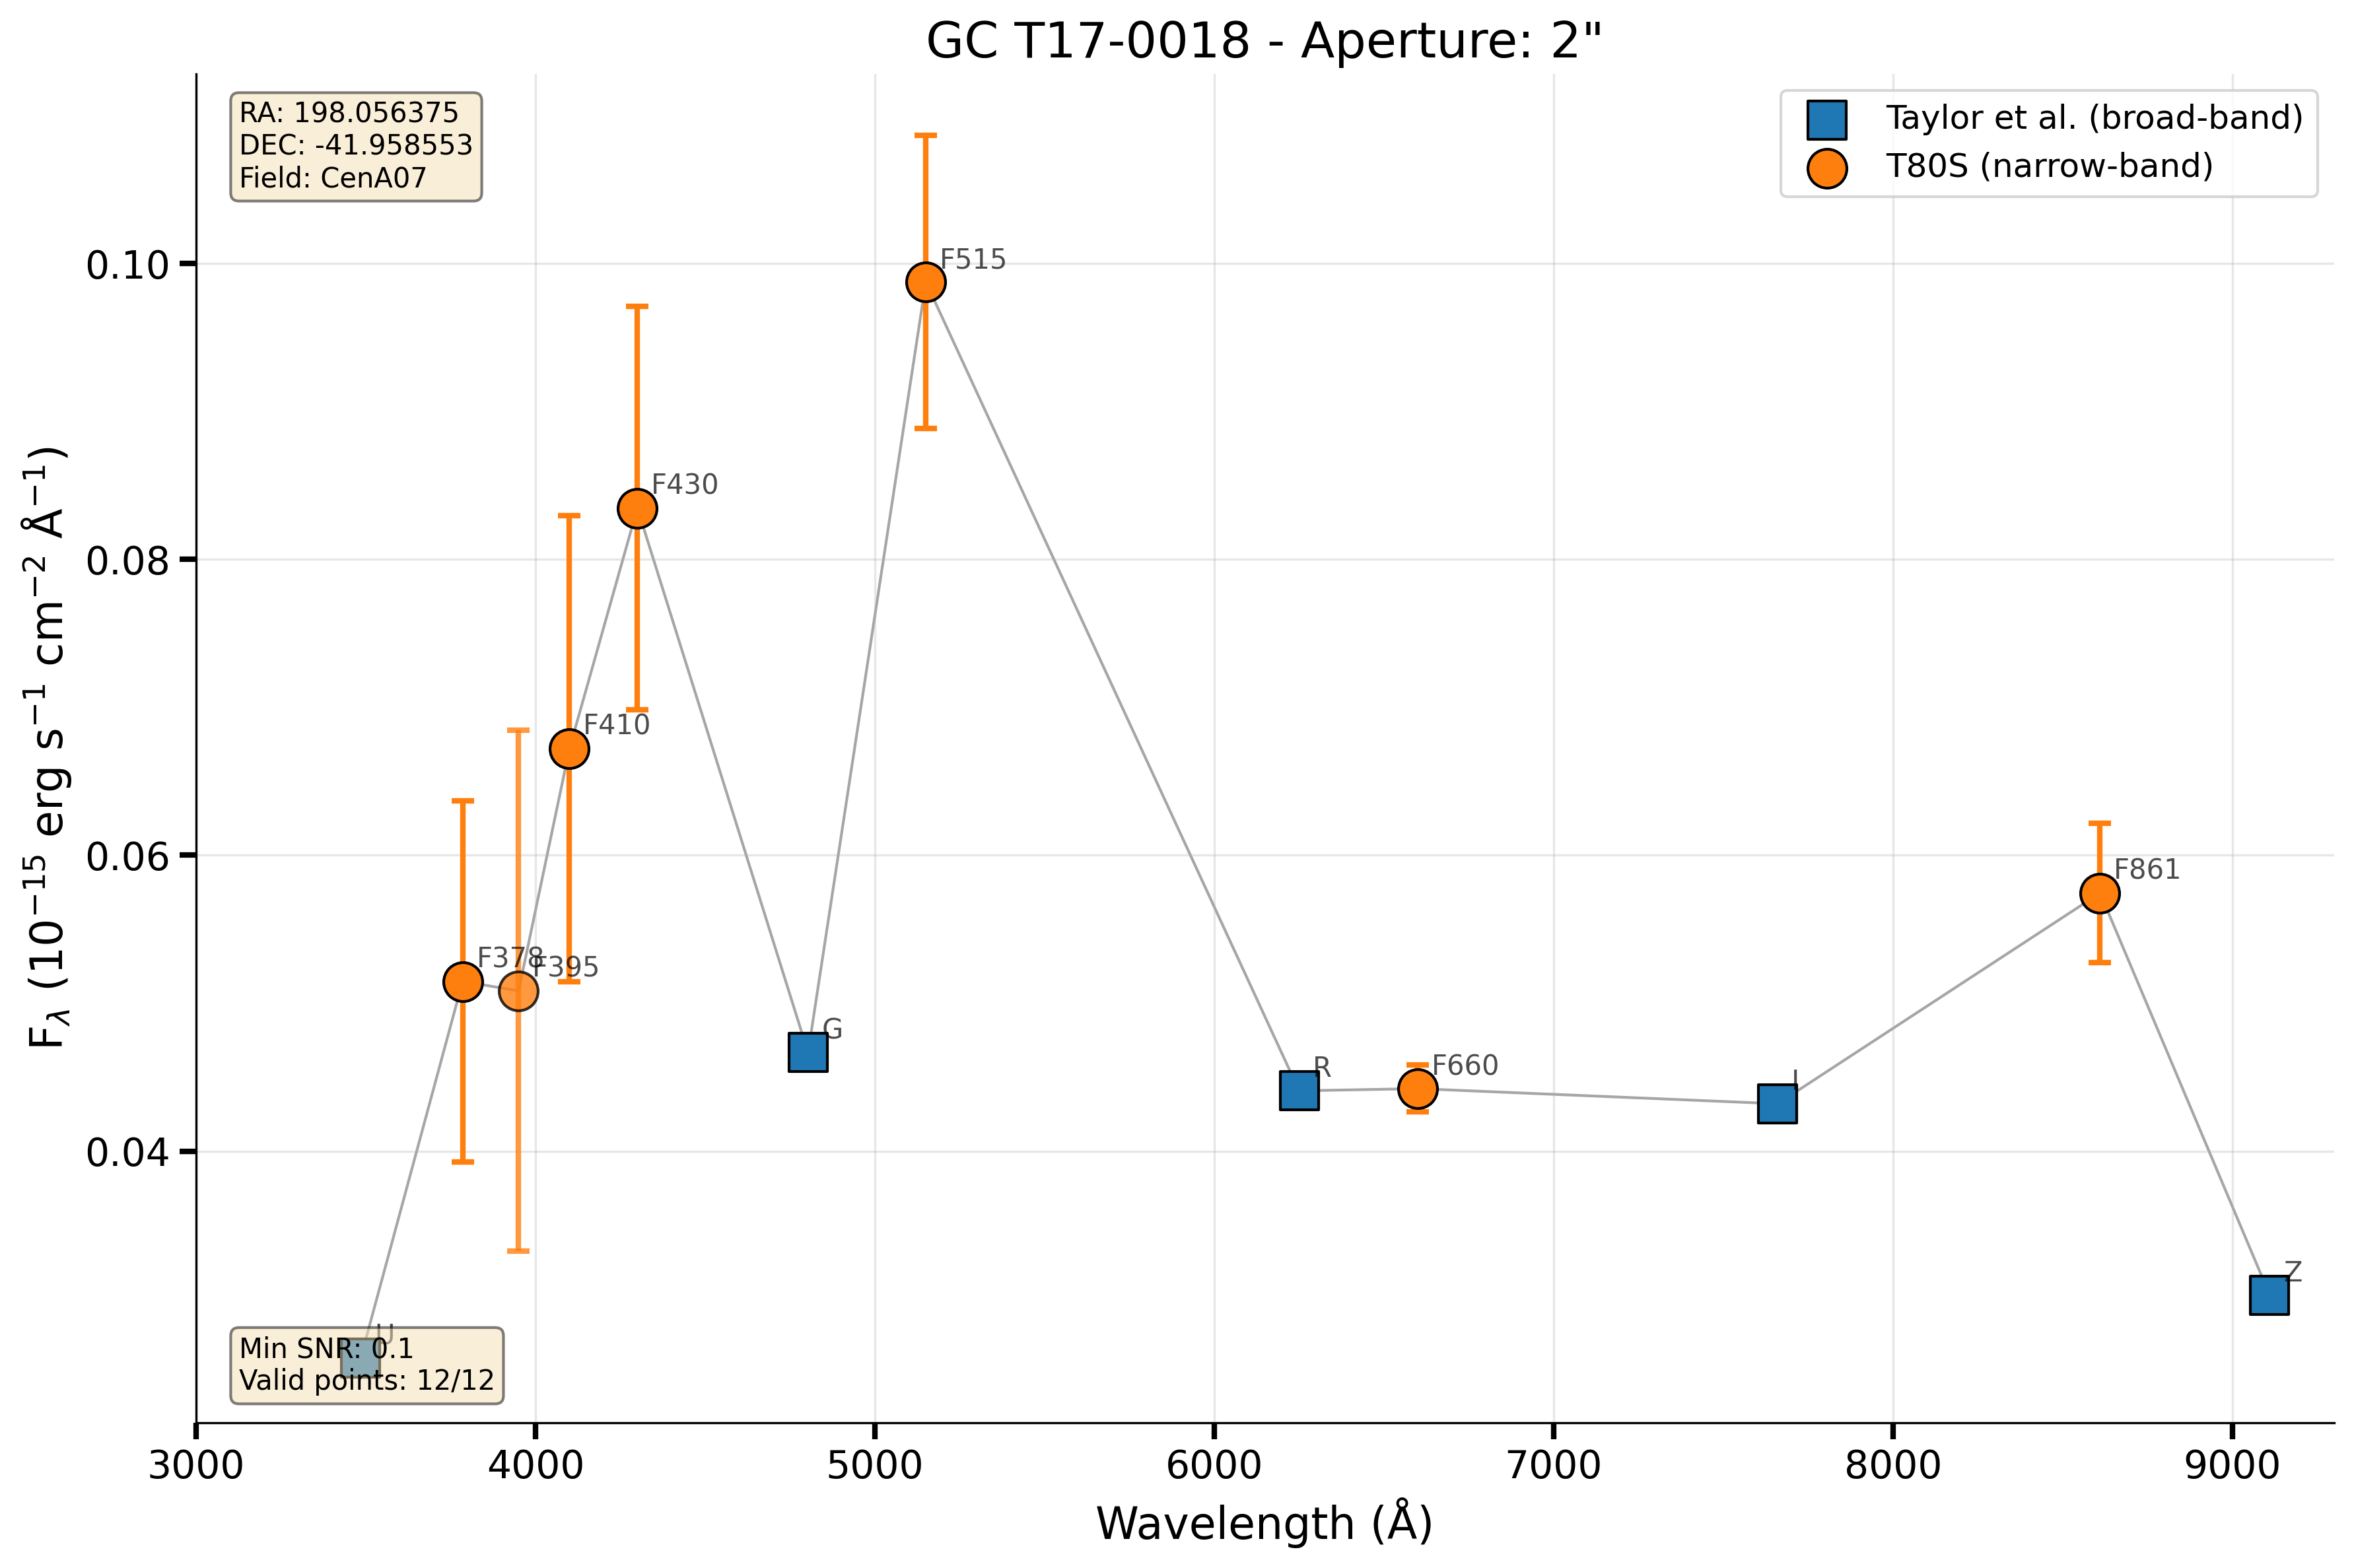 GC T17-0018 - Aperture: 2"
RA: 198.056375
DEC: -41.958553
Field: CenA07
Taylor et al. (broad-band)
T80S (narrow-band)
F515
F430
F410
F378
F395
G
R
F660
I
F861
Z
U
Min SNR: 0.1
Valid points: 12/12
0.10
0.08
0.06
0.04
F_λ (10⁻¹⁵ erg s⁻¹ cm⁻² Å⁻¹)
3000 4000 5000 6000 7000 8000 9000
Wavelength (Å)